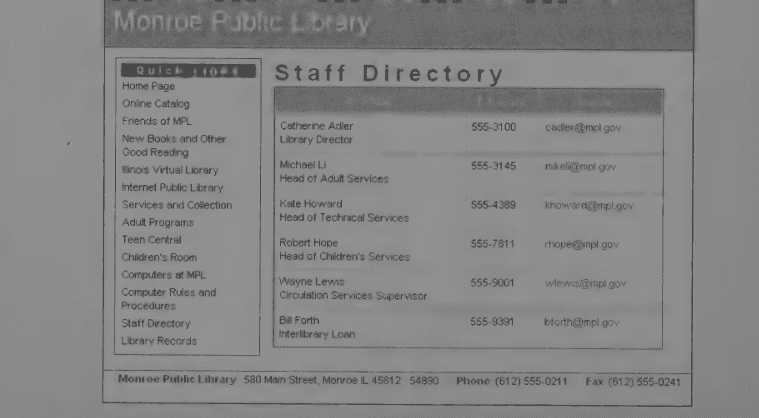 Monroe Public Library
Quick Links
Home Page
Online Catalog
Friends of MPL
New Books and Other
Good Reading
Illinois Virtual Library
Internet Public Library
Services and Collection
Adult Programs
Teen Central
Children's Room
Computers at MPL
Computer Rules and
Procedures
Staff Directory
Library Records
Staff Directory
Catherine Adler 555-3100 cadler@mpl.gov
Library Director
Michael Li 555-3145 mikeli@mpl.gov
Head of Adult Services
Kate Howard 555-4389 khoward@mpl.gov
Head of Technical Services
Robert Hope 555-7811 rhope@mpl.gov
Head of Children's Services
Wayne Lewis 555-9001 wlewis@mpl.gov
Circulation Services Supervisor
Bill Forth 555-9391 bforth@mpl.gov
Interlibrary Loan
Monroe Public Library 580 Main Street, Monroe IL 45812 54890 Phone (612) 555-0211 Fax (612) 555-0241